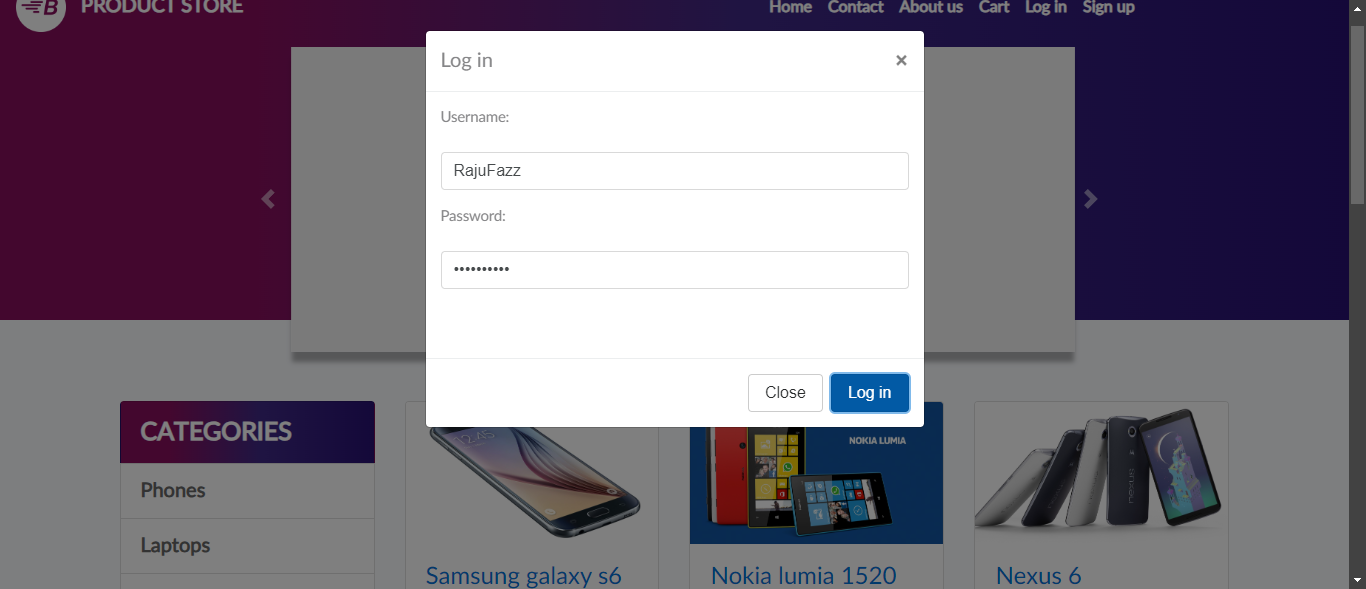 PRODUCT STORE
Home Contact About us Cart Log in Sign up
Log in ×
Username:
RajuFazz
Password:
••••••••••
Close Log in
CATEGORIES
Phones
Laptops
NOKIA LUMIA
Samsung galaxy s6
Nokia lumia 1520
Nexus 6